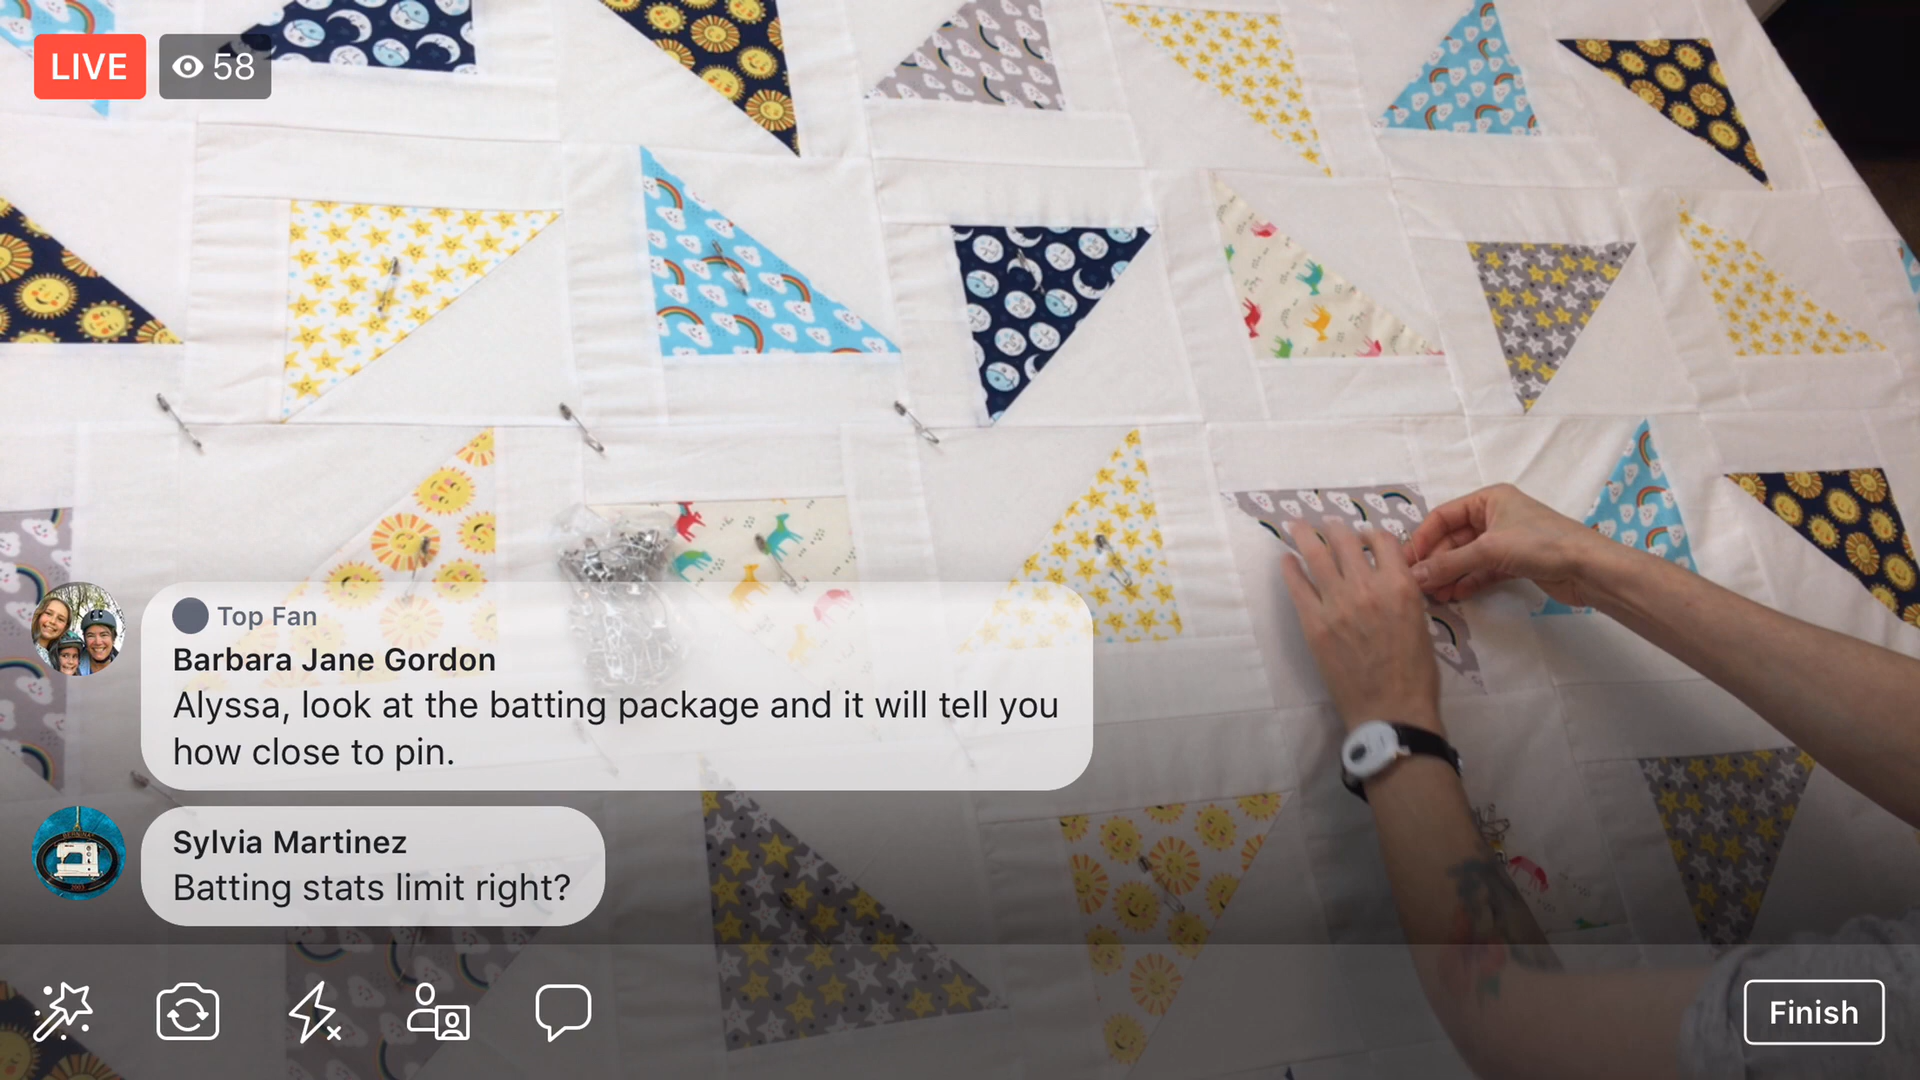 LIVE
58
Top Fan
Barbara Jane Gordon
Alyssa, look at the batting package and it will tell you
how close to pin.
Sylvia Martinez
Batting stats limit right?
Finish